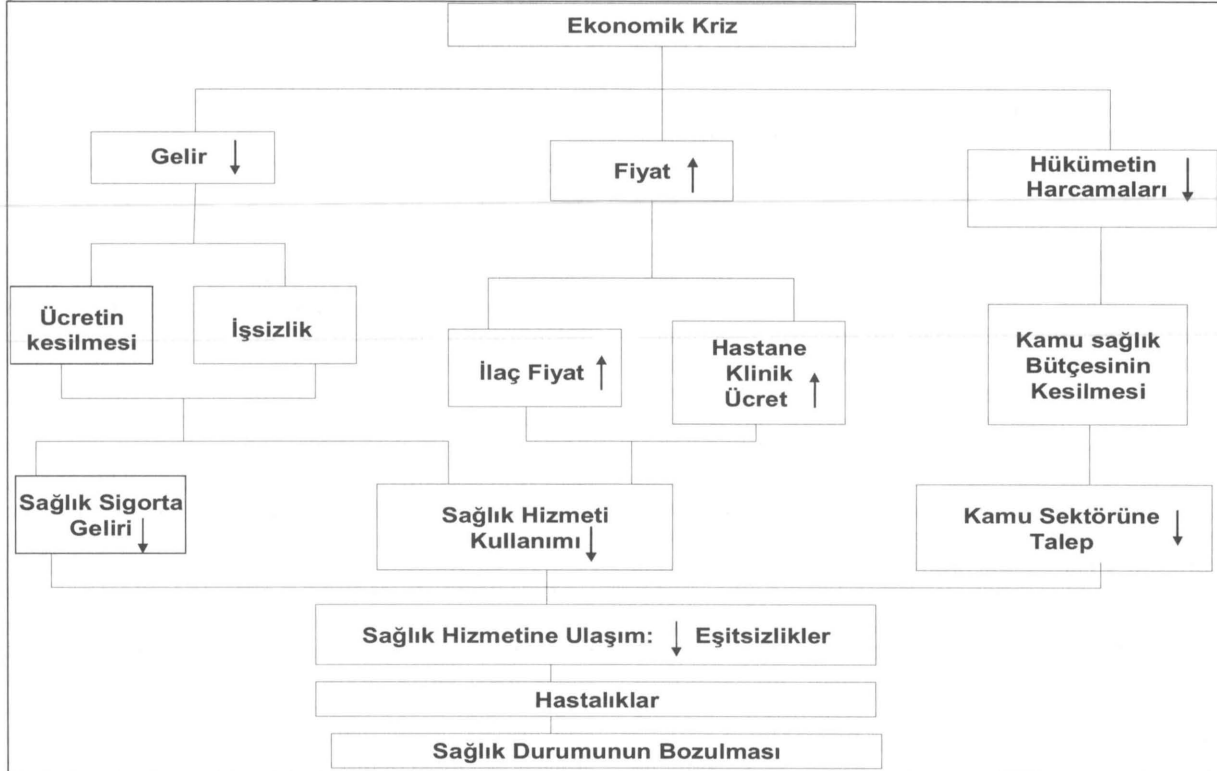 Ekonomik Kriz
Gelir ↓
Fiyat ↑
Hükümetin
Harcamaları ↓
Ücretin
kesilmesi
İşsizlik
İlaç Fiyat ↑
Hastane
Klinik
Ücret ↑
Kamu sağlık
Bütçesinin
Kesilmesi
Sağlık Sigorta
Geliri ↓
Sağlık Hizmeti
Kullanımı ↓
Kamu Sektörüne
Talep ↓
Sağlık Hizmetine Ulaşım: ↓ Eşitsizlikler
Hastalıklar
Sağlık Durumunun Bozulması